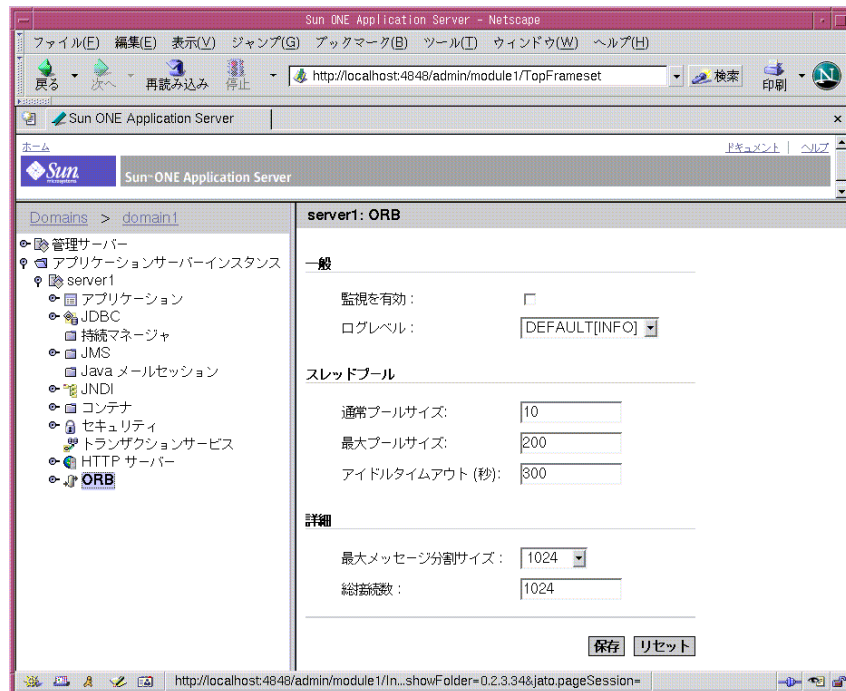 Sun ONE Application Server - Netscape
ファイル(F) 編集(E) 表示(V) ジャンプ(G) ブックマーク(B) ツール(T) ウィンドウ(W) ヘルプ(H)
戻る 次へ 再読み込み 停止 http://localhost:4848/admin/module1/TopFrameset 検索 印刷 N
Sun ONE Application Server
ホーム ドキュメント | ヘルプ
Sun microsystems Sun ONE Application Server
Domains > domain1
管理サーバー
アプリケーションサーバーインスタンス
server1
アプリケーション
JDBC
持続マネージャ
JMS
Java メールセッション
JNDI
コンテナ
セキュリティ
トランザクションサービス
HTTP サーバー
ORB
server1: ORB
一般
監視を有効 :
ログレベル : DEFAULT[INFO]
スレッドプール
通常プールサイズ: 10
最大プールサイズ: 200
アイドルタイムアウト (秒): 300
詳細
最大メッセージ分割サイズ : 1024
総接続数 : 1024
保存 リセット
http://localhost:4848/admin/module1/In...showFolder=0.2.3.34&jato.pageSession=